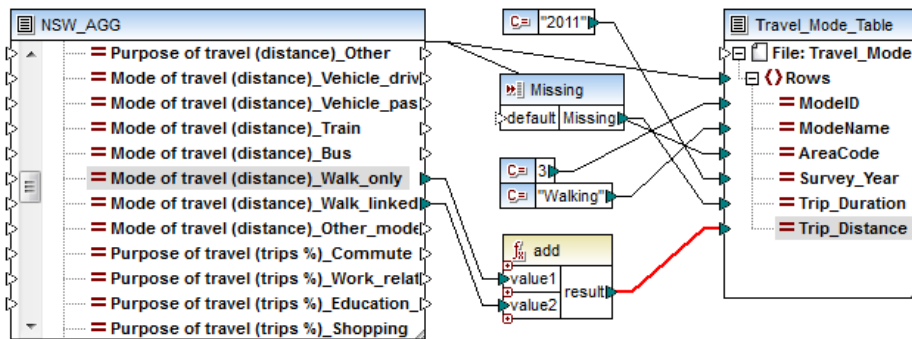 NSW_AGG
Purpose of travel (distance)_Other
Mode of travel (distance)_Vehicle_driv
Mode of travel (distance)_Vehicle_pas
Mode of travel (distance)_Train
Mode of travel (distance)_Bus
Mode of travel (distance)_Walk_only
Mode of travel (distance)_Walk_linked
Mode of travel (distance)_Other_mode
Purpose of travel (trips %)_Commute
Purpose of travel (trips %)_Work_relat
Purpose of travel (trips %)_Education_
Purpose of travel (trips %)_Shopping
C= "2011"
Missing
default Missing
C= 3
C= "Walking"
add
value1
value2
result
Travel_Mode_Table
File: Travel_Mode
{} Rows
ModeID
ModeName
AreaCode
Survey_Year
Trip_Duration
Trip_Distance